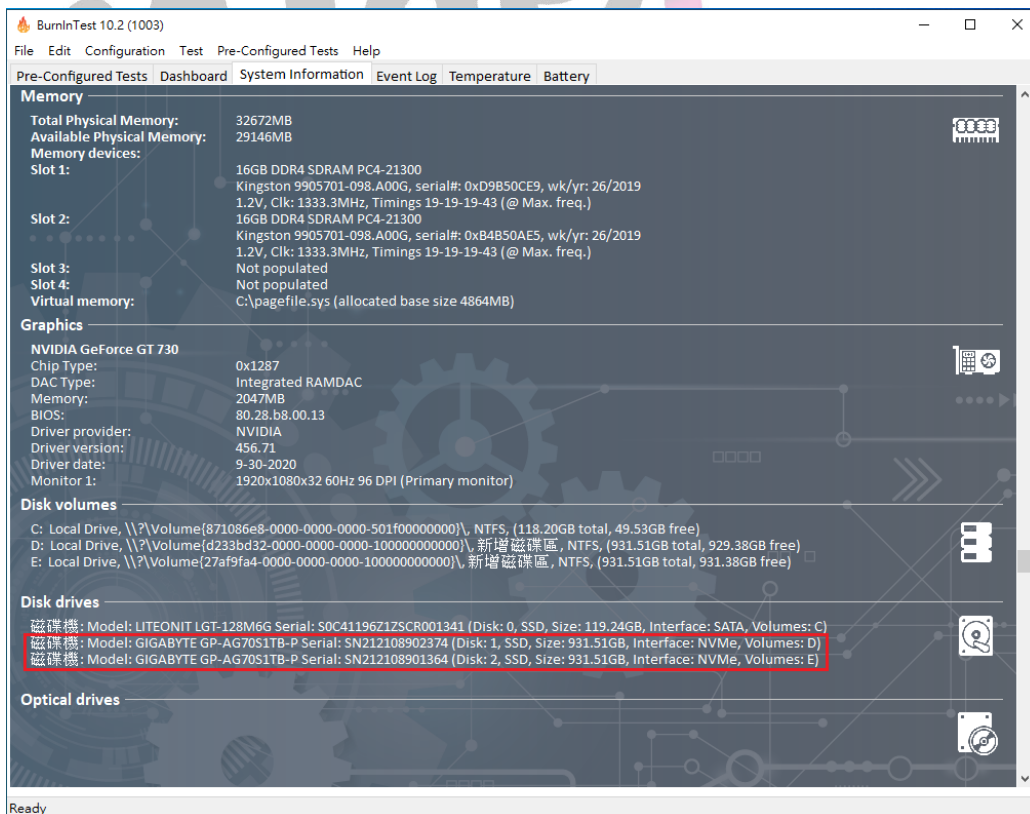 BurnInTest 10.2 (1003)
File Edit Configuration Test Pre-Configured Tests Help
Pre-Configured Tests Dashboard System Information Event Log Temperature Battery
Memory
Total Physical Memory: 32672MB
Available Physical Memory: 29146MB
Memory devices:
Slot 1: 16GB DDR4 SDRAM PC4-21300
Kingston 9905701-098.A00G, serial#: 0xD9B50CE9, wk/yr: 26/2019
1.2V, Clk: 1333.3MHz, Timings 19-19-19-43 (@ Max. freq.)
Slot 2: 16GB DDR4 SDRAM PC4-21300
Kingston 9905701-098.A00G, serial#: 0xB4B50AE5, wk/yr: 26/2019
1.2V, Clk: 1333.3MHz, Timings 19-19-19-43 (@ Max. freq.)
Slot 3: Not populated
Slot 4: Not populated
Virtual memory: C:\pagefile.sys (allocated base size 4864MB)
Graphics
NVIDIA GeForce GT 730
Chip Type: 0x1287
DAC Type: Integrated RAMDAC
Memory: 2047MB
BIOS: 80.28.b8.00.13
Driver provider: NVIDIA
Driver version: 456.71
Driver date: 9-30-2020
Monitor 1: 1920x1080x32 60Hz 96 DPI (Primary monitor)
Disk volumes
C: Local Drive, \\?\Volume{871086e8-0000-0000-0000-501f00000000}\, NTFS, (118.20GB total, 49.53GB free)
D: Local Drive, \\?\Volume{d233bd32-0000-0000-0000-100000000000}\, 新增磁碟區, NTFS, (931.51GB total, 929.38GB free)
E: Local Drive, \\?\Volume{27af9fa4-0000-0000-0000-100000000000}\, 新增磁碟區, NTFS, (931.51GB total, 931.38GB free)
Disk drives
磁碟機: Model: LITEONIT LGT-128M6G Serial: S0C41196Z1ZSCR001341 (Disk: 0, SSD, Size: 119.24GB, Interface: SATA, Volumes: C)
磁碟機: Model: GIGABYTE GP-AG70S1TB-P Serial: SN212108902374 (Disk: 1, SSD, Size: 931.51GB, Interface: NVMe, Volumes: D)
磁碟機: Model: GIGABYTE GP-AG70S1TB-P Serial: SN212108901364 (Disk: 2, SSD, Size: 931.51GB, Interface: NVMe, Volumes: E)
Optical drives
Ready